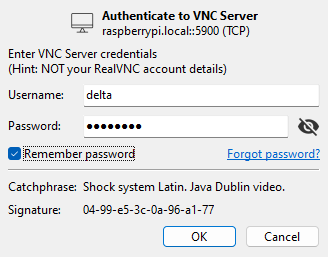 Authenticate to VNC Server
raspberrypi.local::5900 (TCP)
Enter VNC Server credentials
(Hint: NOT your RealVNC account details)
Username: delta
Password: ●●●●●●●●
Remember password Forgot password?
Catchphrase: Shock system Latin. Java Dublin video.
Signature: 04-99-e5-3c-0a-96-a1-77
OK Cancel